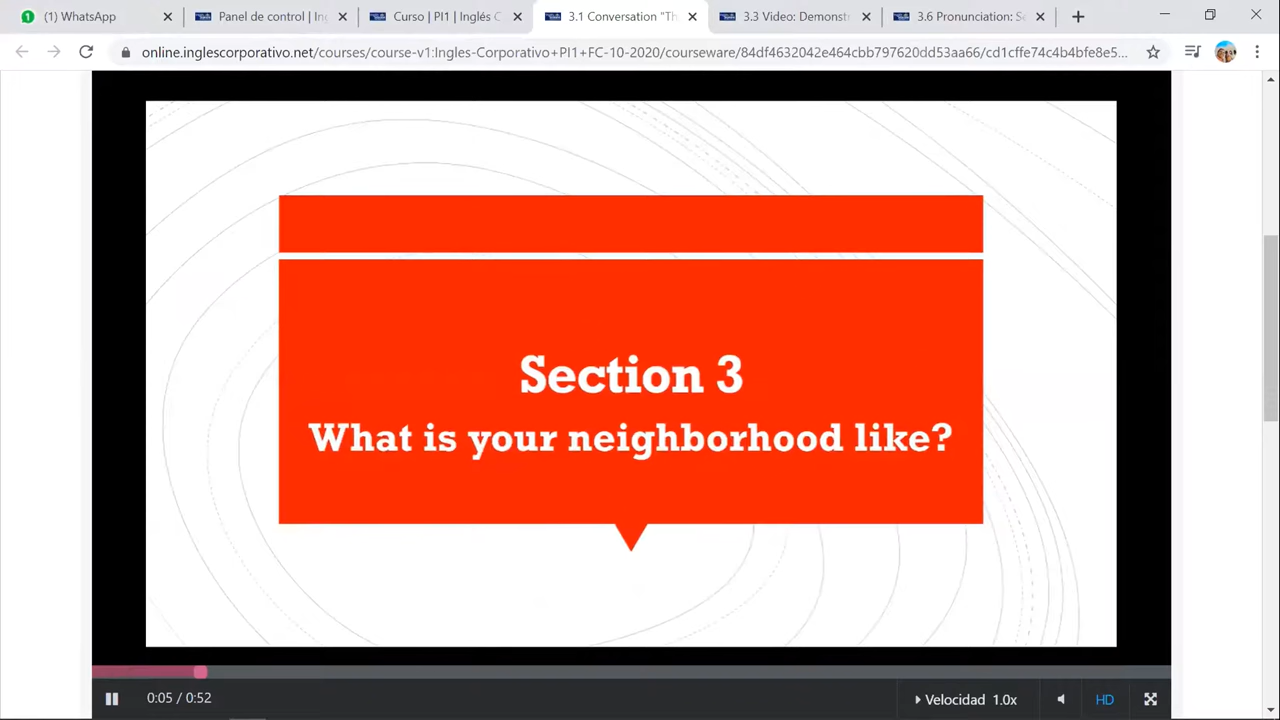 (1) WhatsApp
Panel de control | In
Curso | PI1 | Inglés C
3.1 Conversation "Th
3.3 Video: Demonstr
3.6 Pronunciation: S
online.inglescorporativo.net/courses/course-v1:Ingles-Corporativo+PI1+FC-10-2020/courseware/84df4632042e464cbb797620dd53aa66/cd1cffe74c4b4bfe8e5...
Section 3
What is your neighborhood like?
0:05 / 0:52
Velocidad 1.0x
HD